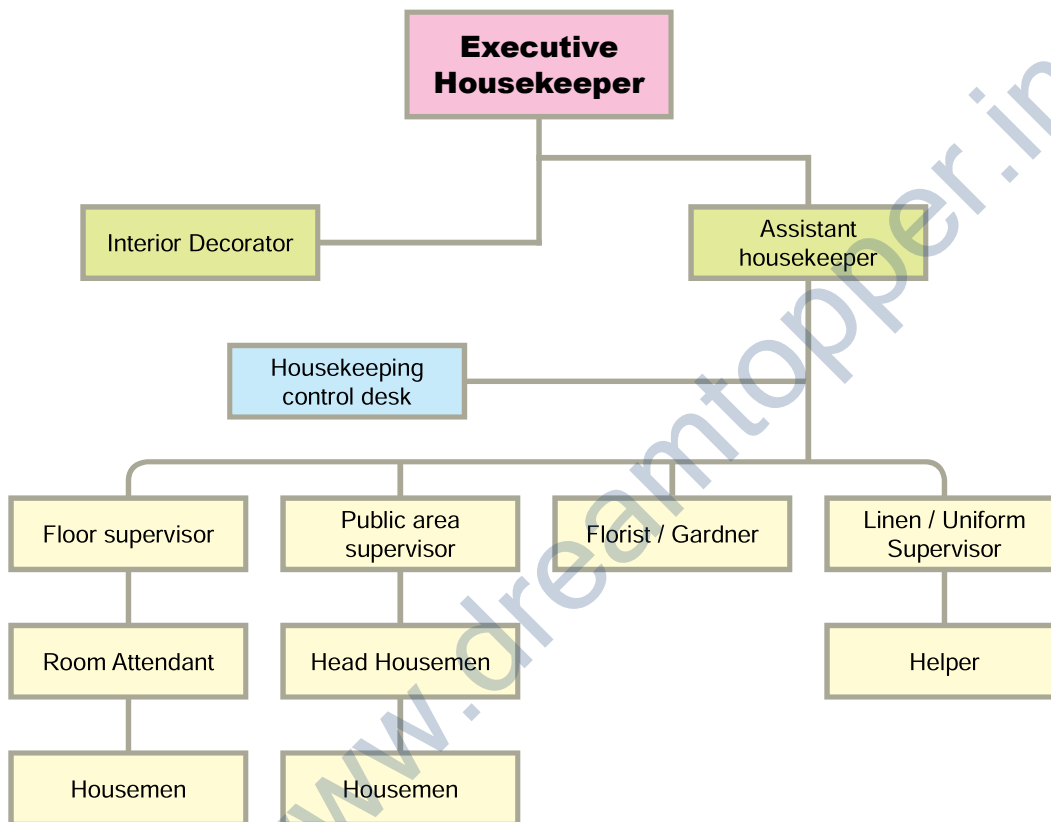 Executive
Housekeeper
Interior Decorator
Assistant
housekeeper
Housekeeping
control desk
Floor supervisor
Public area
supervisor
Florist / Gardner
Linen / Uniform
Supervisor
Room Attendant
Head Housemen
Helper
Housemen
Housemen
www.dreamtopper.in